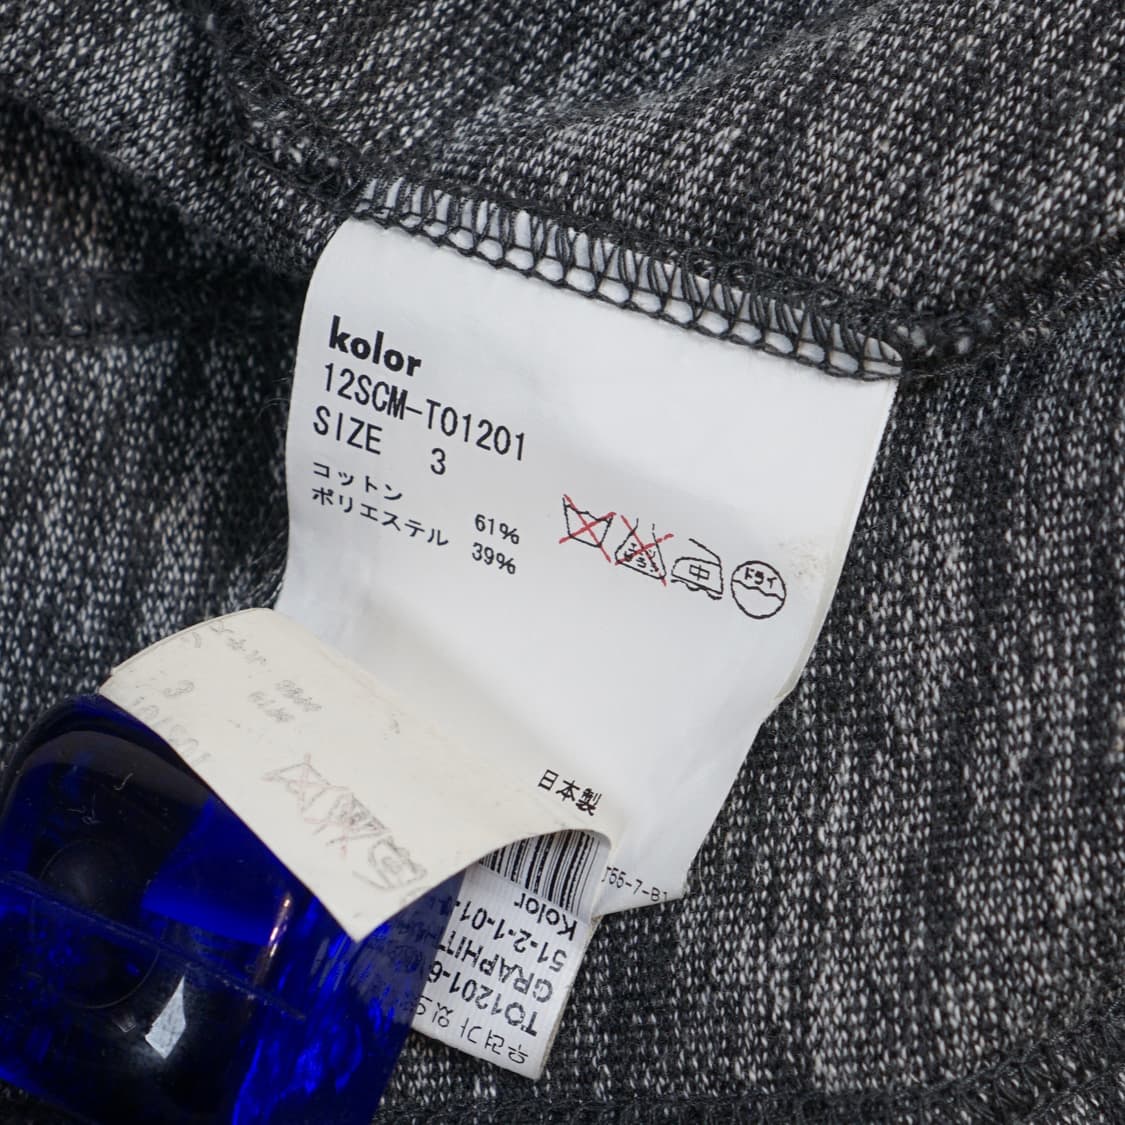 kolor
12SCM-T01201
SIZE 3
コットン 61%
ポリエステル 39%
中
ドライ
日本製
Kolor
51-2-1-01-
GRAPHIT
TO1201-6